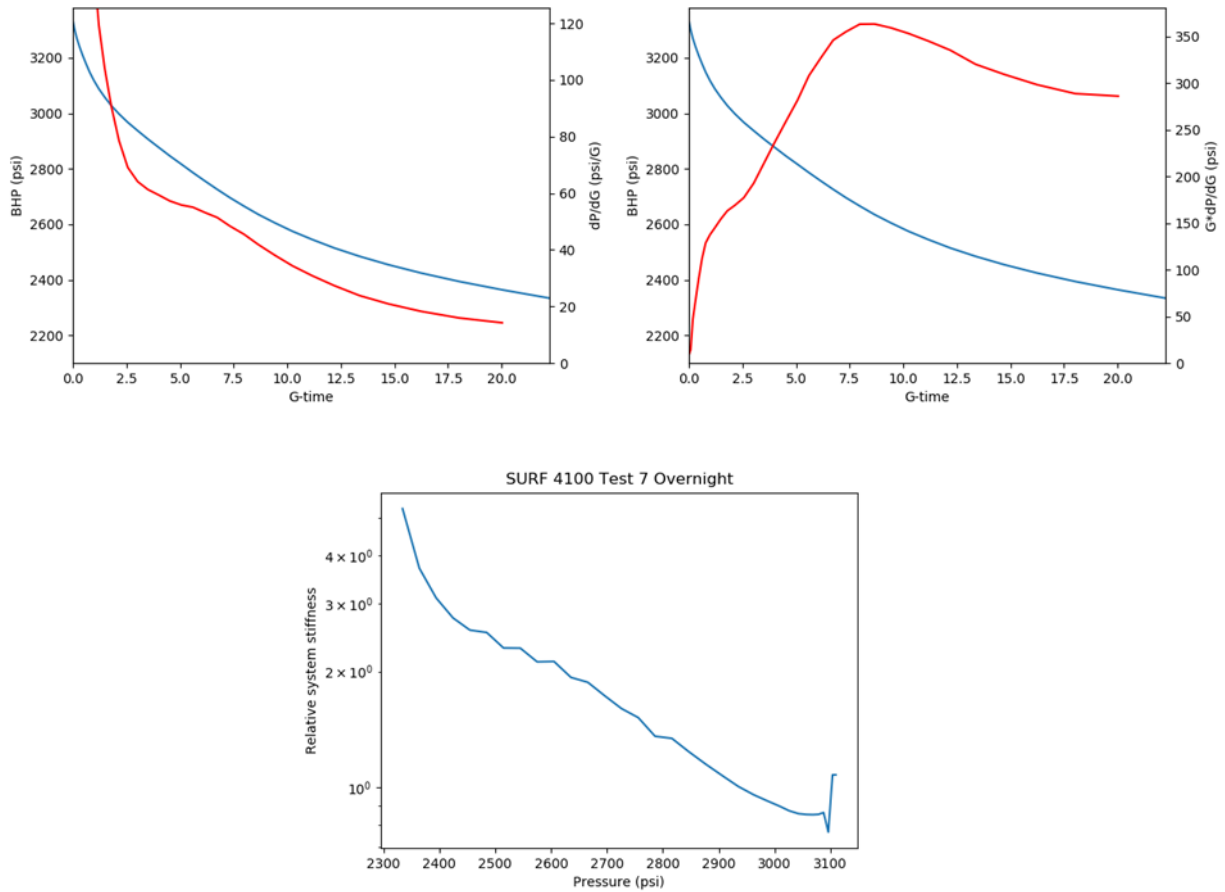 3200
3000
2800
2600
2400
2200
BHP (psi)
120
100
80
60
40
20
0
dP/dG (psi/G)
0.0 2.5 5.0 7.5 10.0 12.5 15.0 17.5 20.0
G-time
3200
3000
2800
2600
2400
2200
BHP (psi)
350
300
250
200
150
100
50
0
G*dP/dG (psi)
0.0 2.5 5.0 7.5 10.0 12.5 15.0 17.5 20.0
G-time
SURF 4100 Test 7 Overnight
4 × 10⁰
3 × 10⁰
2 × 10⁰
10⁰
Relative system stiffness
2300 2400 2500 2600 2700 2800 2900 3000 3100
Pressure (psi)